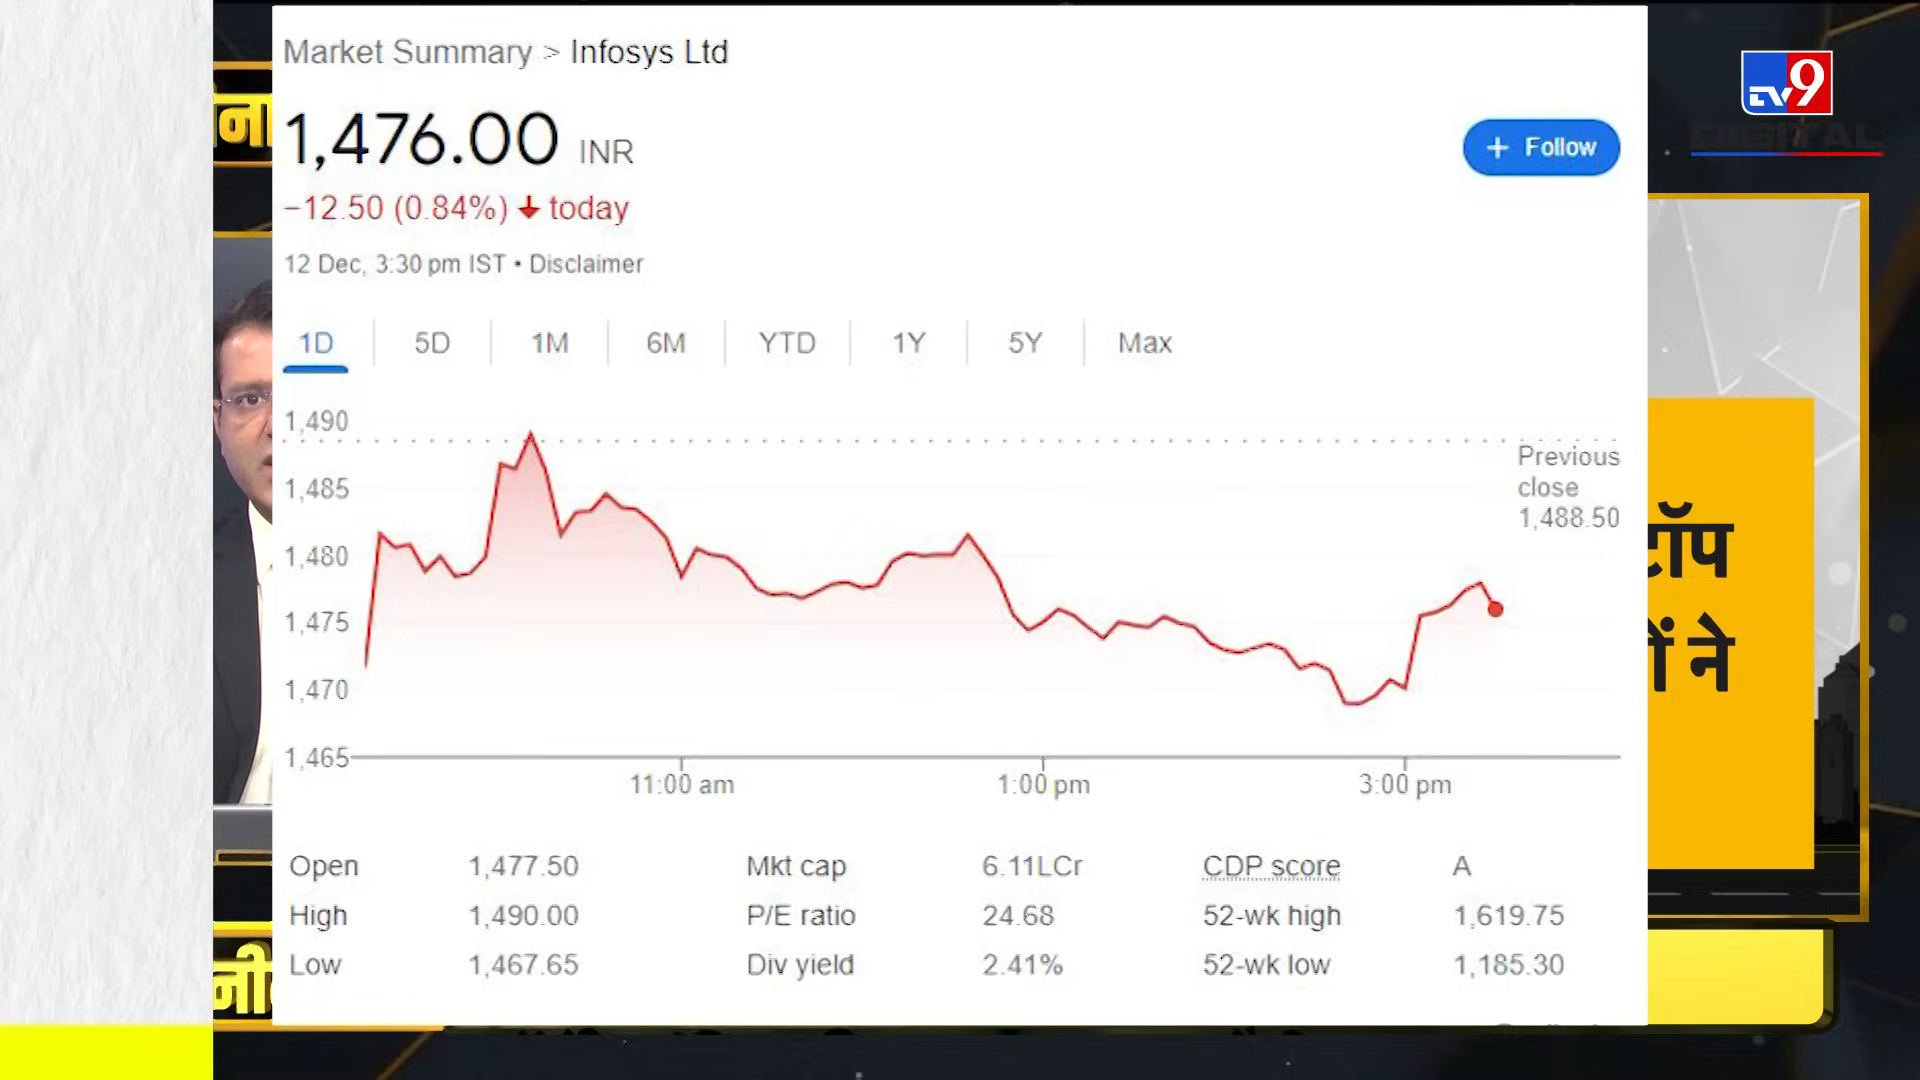 Market Summary > Infosys Ltd
1,476.00 INR
+ Follow
−12.50 (0.84%) ↓ today
12 Dec, 3:30 pm IST • Disclaimer
1D 5D 1M 6M YTD 1Y 5Y Max
1,490
1,485
1,480
1,475
1,470
1,465
Previous
close
1,488.50
11:00 am 1:00 pm 3:00 pm
Open 1,477.50 Mkt cap 6.11LCr CDP score A
High 1,490.00 P/E ratio 24.68 52-wk high 1,619.75
Low 1,467.65 Div yield 2.41% 52-wk low 1,185.30
TV9
DIGITAL
टॉप
ने